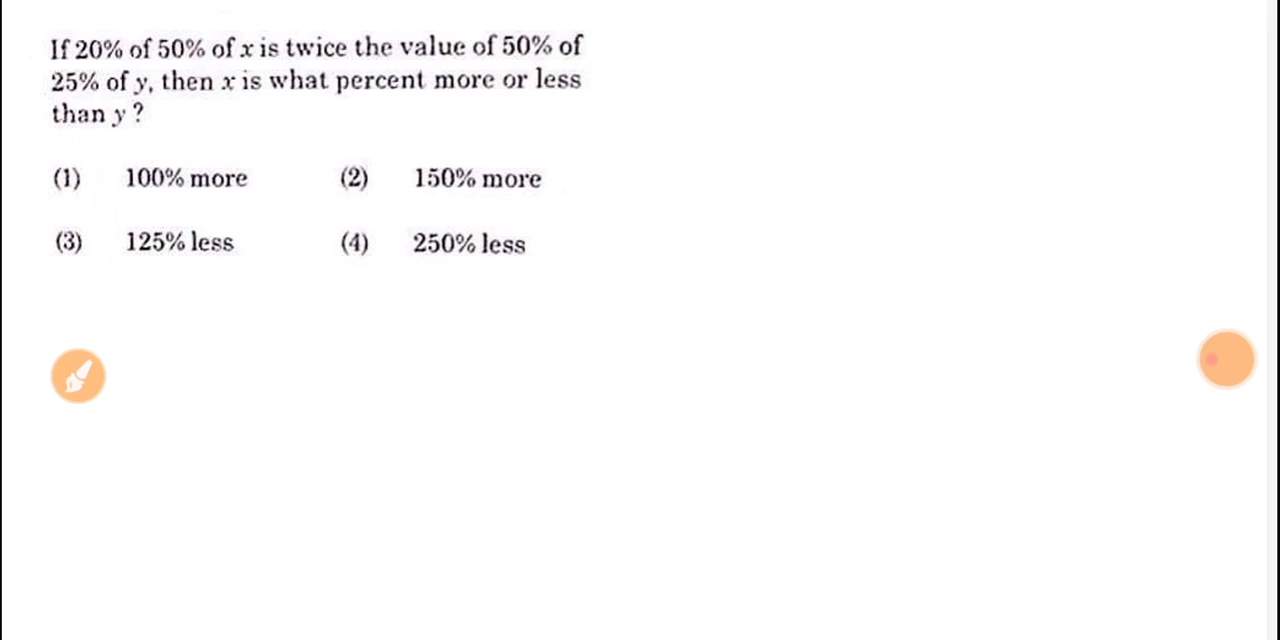 If 20% of 50% of x is twice the value of 50% of
25% of y, then x is what percent more or less
than y ?
(1) 100% more (2) 150% more
(3) 125% less (4) 250% less